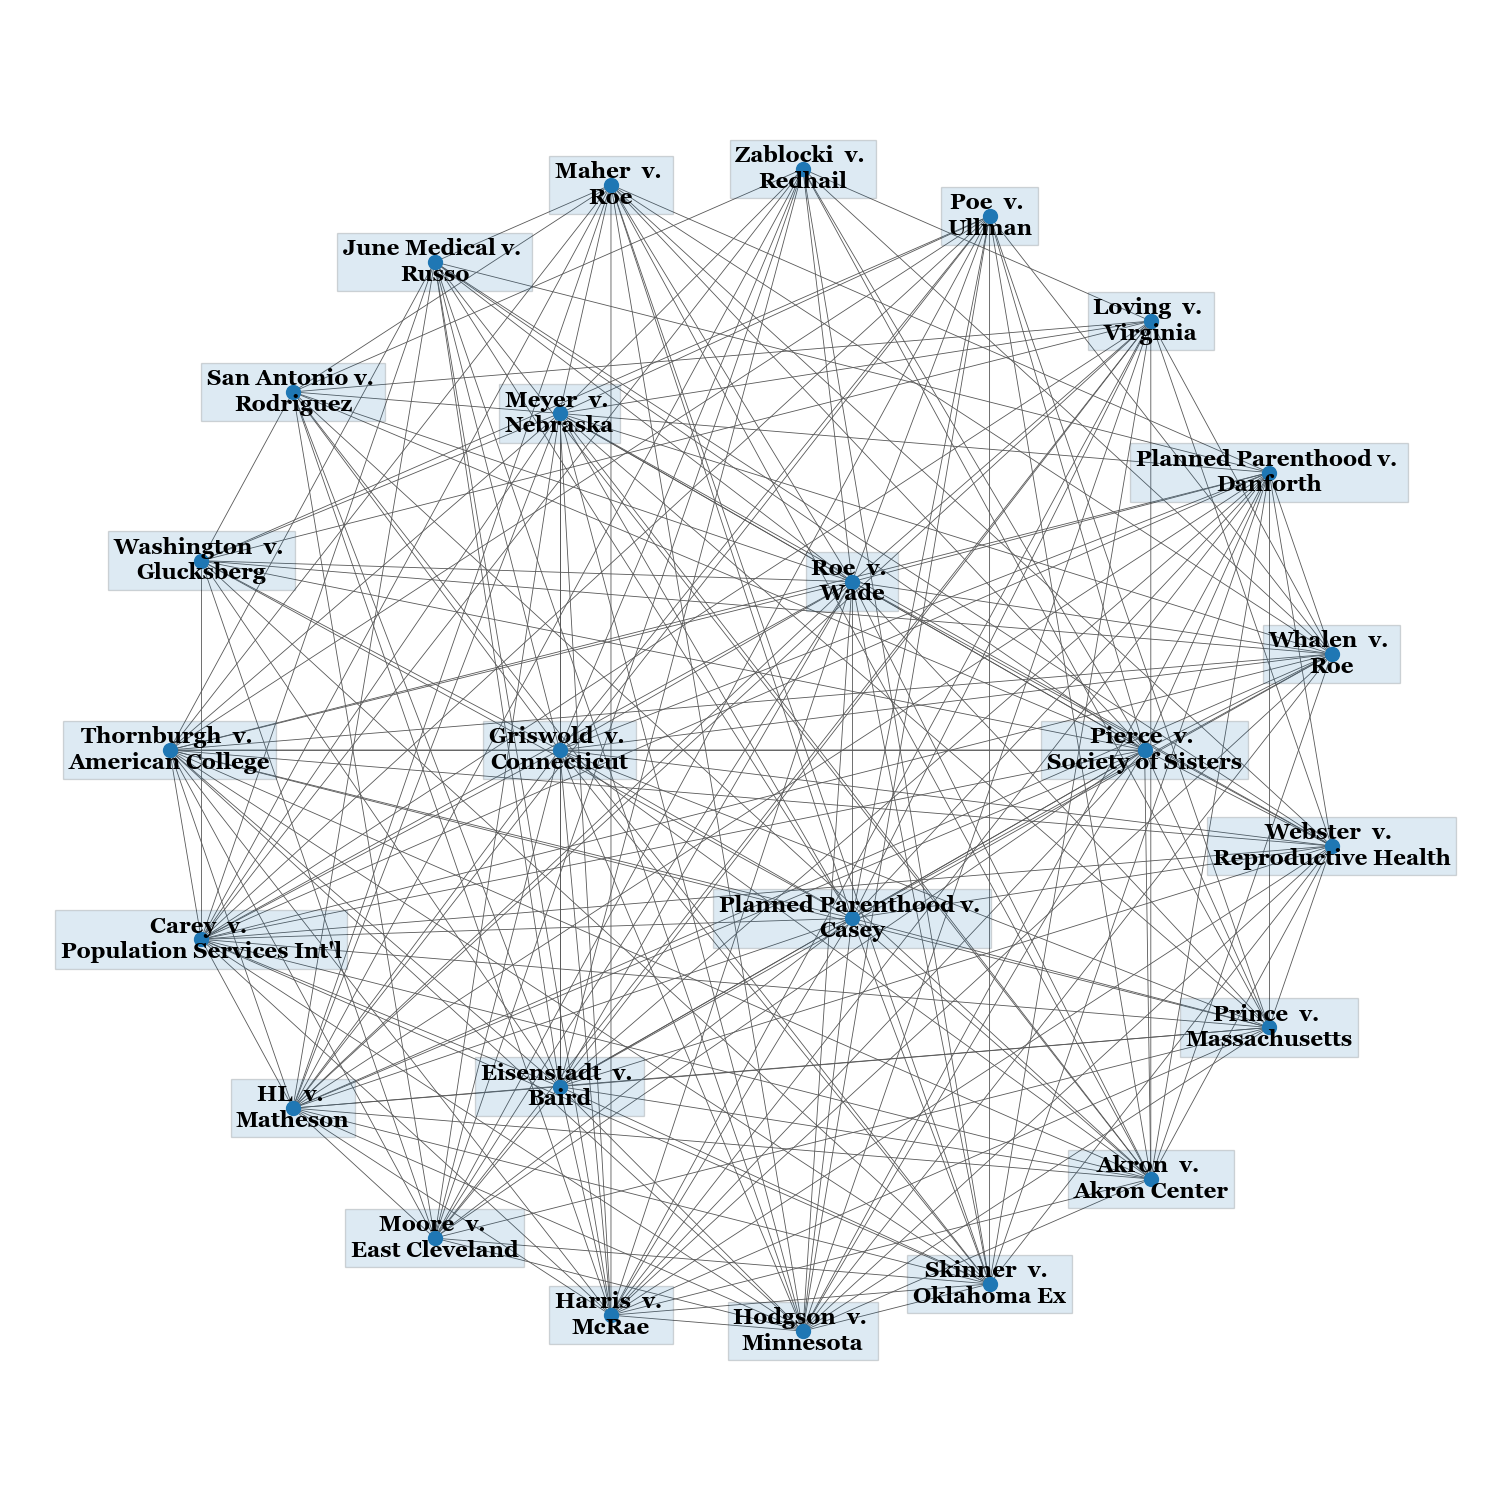 Zablocki v.
Redhail
Maher v.
Roe
Poe v.
Ullman
June Medical v.
Russo
Loving v.
Virginia
San Antonio v.
Rodriguez
Meyer v.
Nebraska
Planned Parenthood v.
Danforth
Washington v.
Glucksberg
Roe v.
Wade
Whalen v.
Roe
Thornburgh v.
American College
Griswold v.
Connecticut
Pierce v.
Society of Sisters
Webster v.
Reproductive Health
Planned Parenthood v.
Casey
Carey v.
Population Services Int'l
Prince v.
Massachusetts
Eisenstadt v.
Baird
HL v.
Matheson
Akron v.
Akron Center
Moore v.
East Cleveland
Skinner v.
Oklahoma Ex
Harris v.
McRae
Hodgson v.
Minnesota